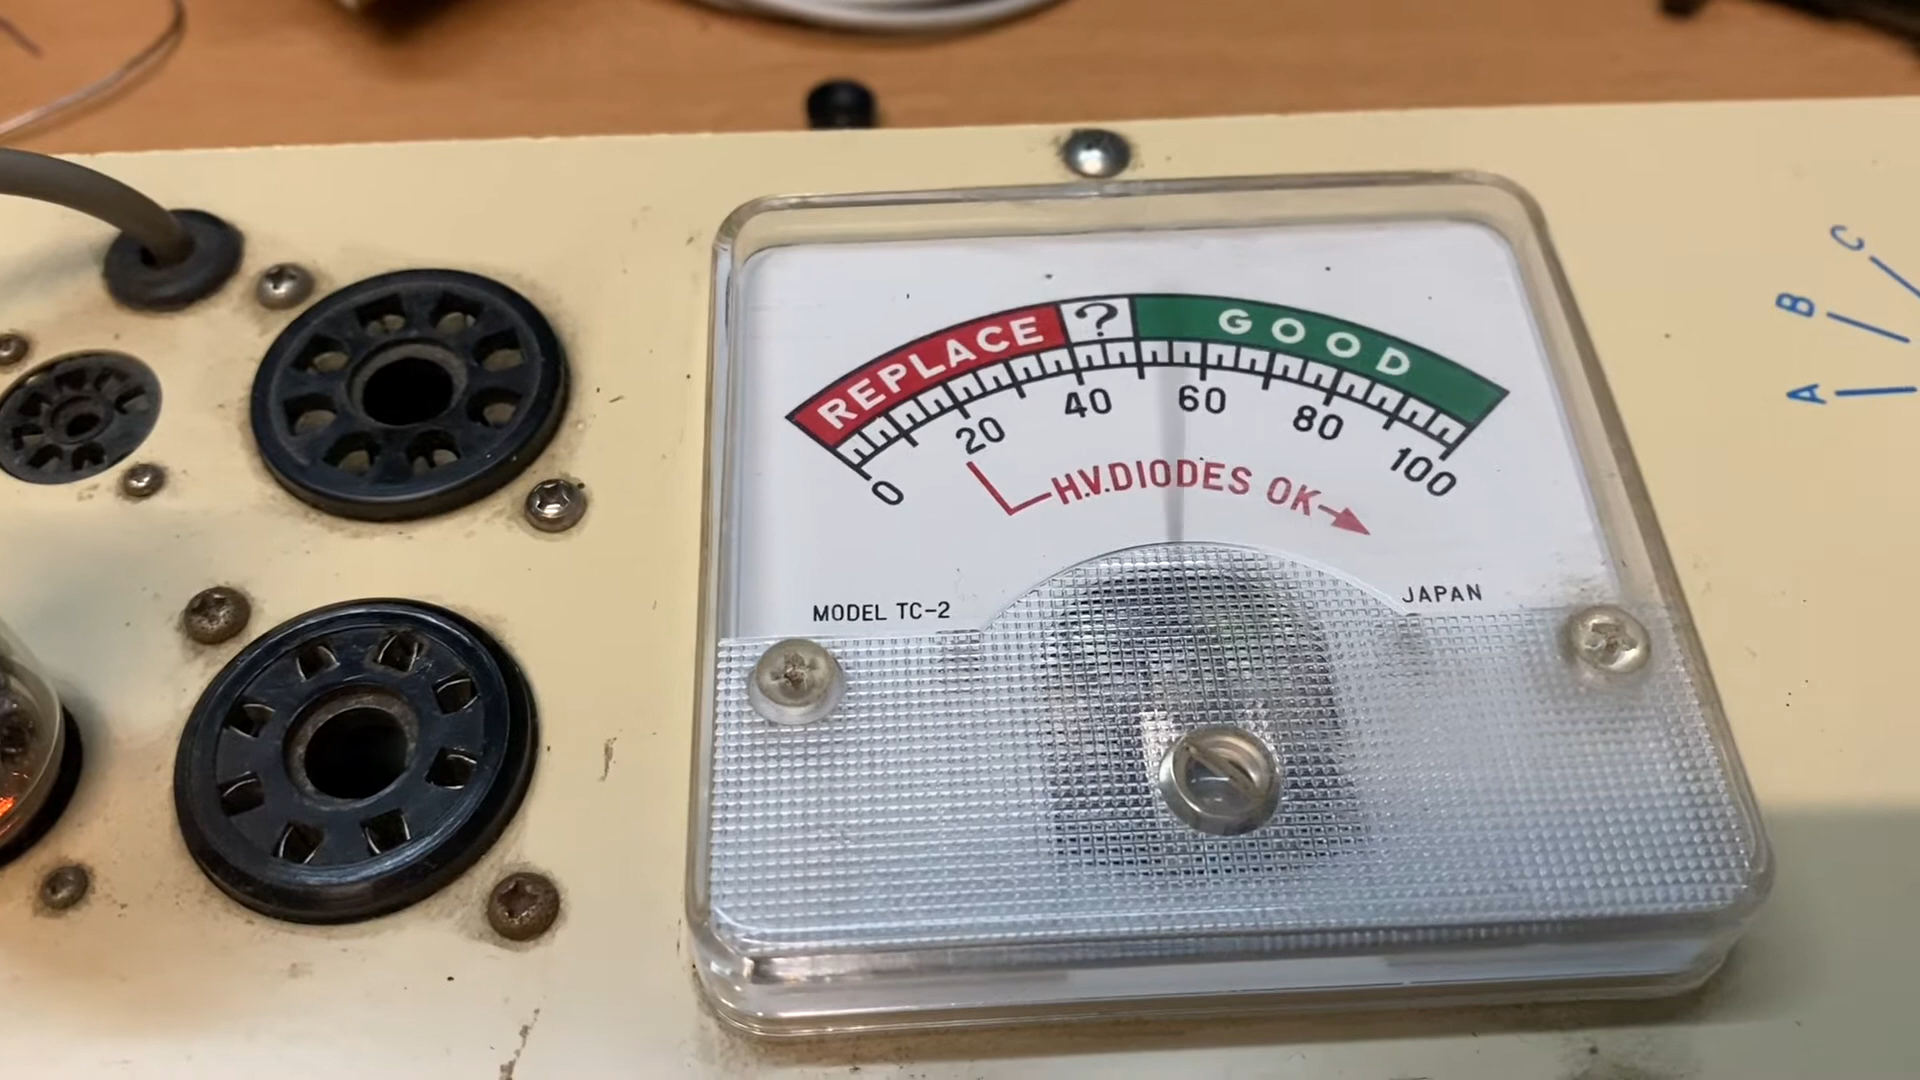 REPLACE ? GOOD
0 20 40 60 80 100
H.V.DIODES OK
MODEL TC-2
JAPAN
A
B
C